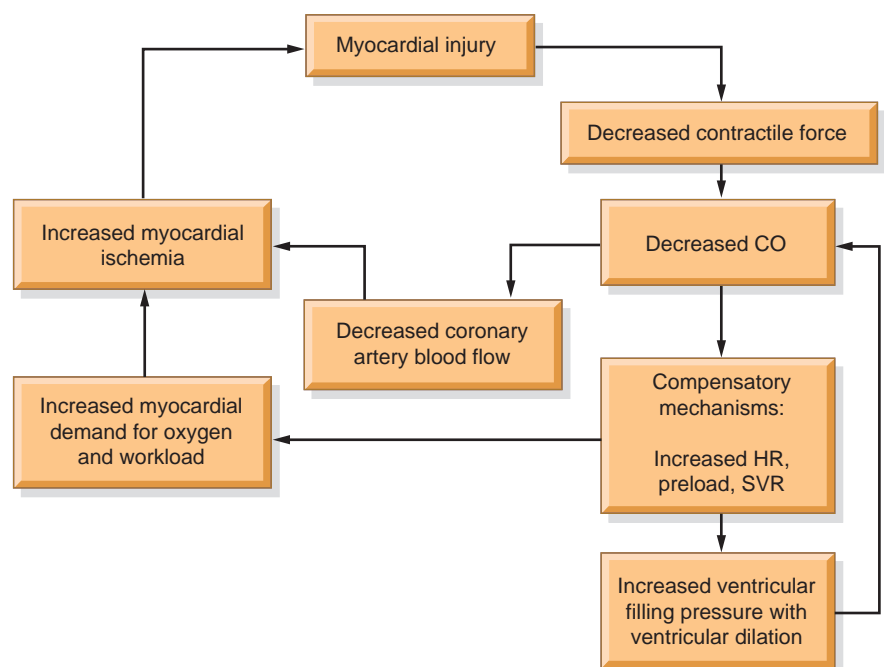 Myocardial injury
Decreased contractile force
Increased myocardial
ischemia
Decreased CO
Decreased coronary
artery blood flow
Increased myocardial
demand for oxygen
and workload
Compensatory
mechanisms:
Increased HR,
preload, SVR
Increased ventricular
filling pressure with
ventricular dilation